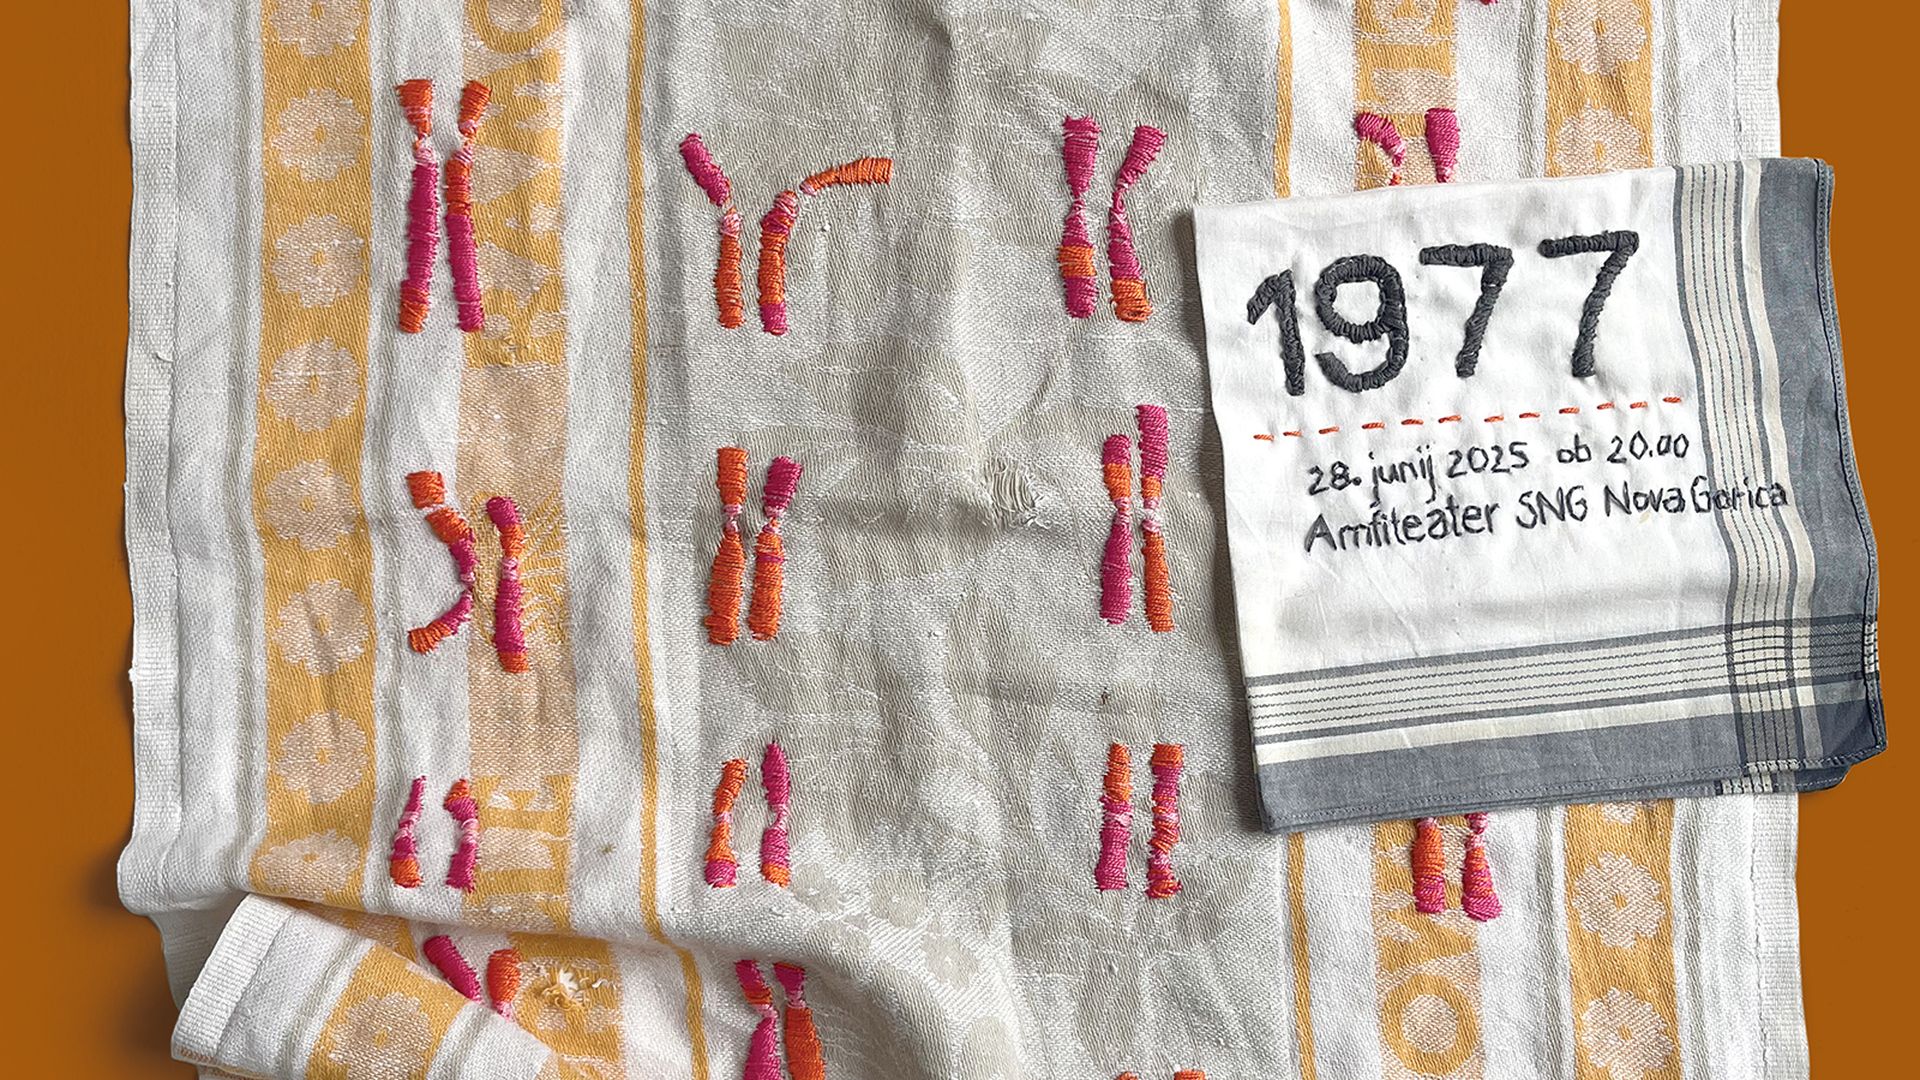 1977
28. junij 2025 ob 20.00
Amfiteater SNG Nova Gorica